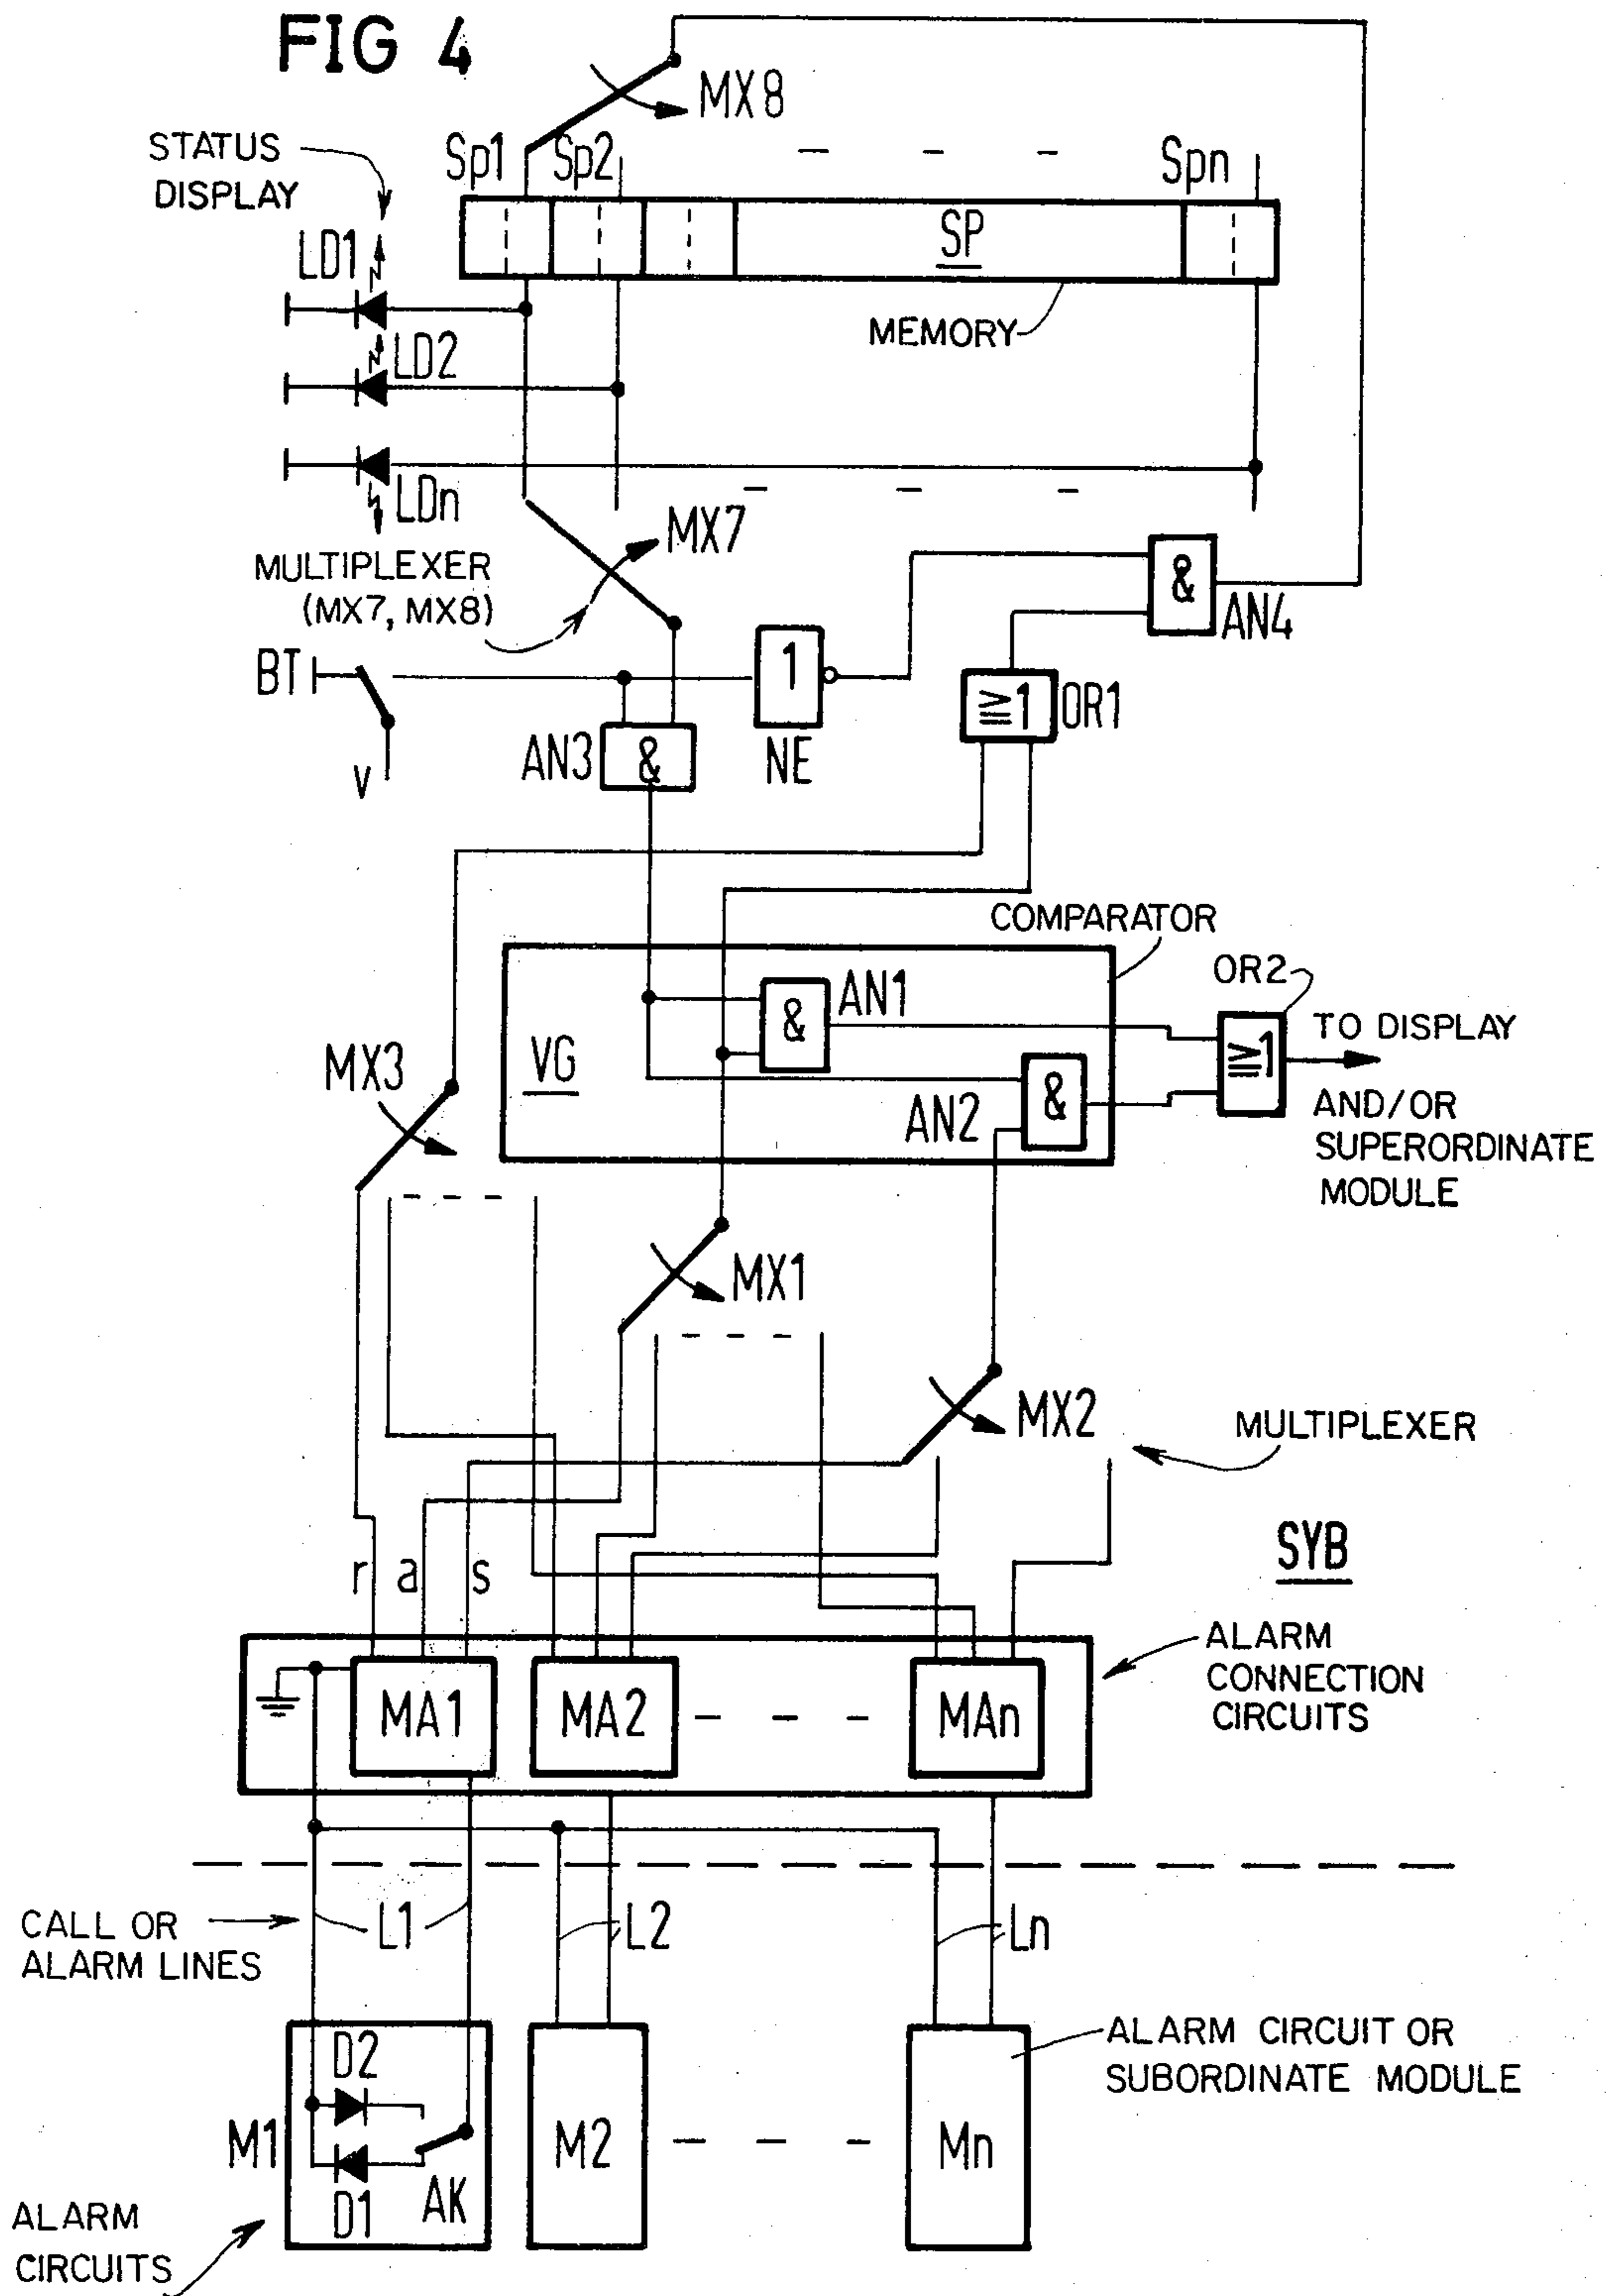 FIG 4
MX8
STATUS
DISPLAY
Sp1
Sp2
Spn
SP
LD1
MEMORY
LD2
LDn
MX7
MULTIPLEXER
(MX7, MX8)
&
AN4
BT
1
≧1
OR1
AN3
&
NE
V
COMPARATOR
OR2
AN1
&
TO DISPLAY
≧1
VG
MX3
&
AN2
AND/OR
SUPERORDINATE
MODULE
MX1
MX2
MULTIPLEXER
SYB
r a s
ALARM
CONNECTION
CIRCUITS
MA1
MA2
MAn
CALL OR
ALARM LINES
L1
L2
Ln
ALARM CIRCUIT OR
SUBORDINATE MODULE
D2
M1
M2
Mn
D1
AK
ALARM
CIRCUITS